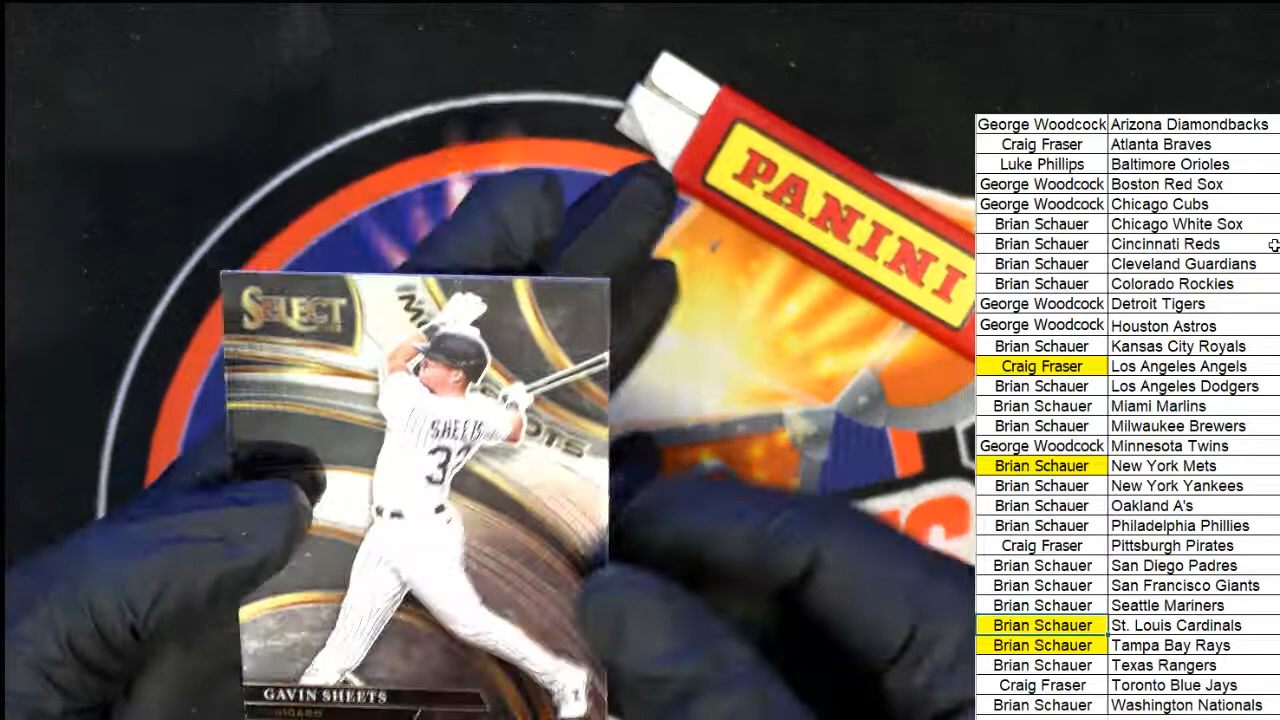 PANINI
SELECT
SHEETS
GAVIN SHEETS
CHICAGO
George Woodcock Arizona Diamondbacks
Craig Fraser Atlanta Braves
Luke Phillips Baltimore Orioles
George Woodcock Boston Red Sox
George Woodcock Chicago Cubs
Brian Schauer Chicago White Sox
Brian Schauer Cincinnati Reds
Brian Schauer Cleveland Guardians
Brian Schauer Colorado Rockies
George Woodcock Detroit Tigers
George Woodcock Houston Astros
Brian Schauer Kansas City Royals
Craig Fraser Los Angeles Angels
Brian Schauer Los Angeles Dodgers
Brian Schauer Miami Marlins
Brian Schauer Milwaukee Brewers
George Woodcock Minnesota Twins
Brian Schauer New York Mets
Brian Schauer New York Yankees
Brian Schauer Oakland A's
Brian Schauer Philadelphia Phillies
Craig Fraser Pittsburgh Pirates
Brian Schauer San Diego Padres
Brian Schauer San Francisco Giants
Brian Schauer Seattle Mariners
Brian Schauer St. Louis Cardinals
Brian Schauer Tampa Bay Rays
Brian Schauer Texas Rangers
Craig Fraser Toronto Blue Jays
Brian Schauer Washington Nationals